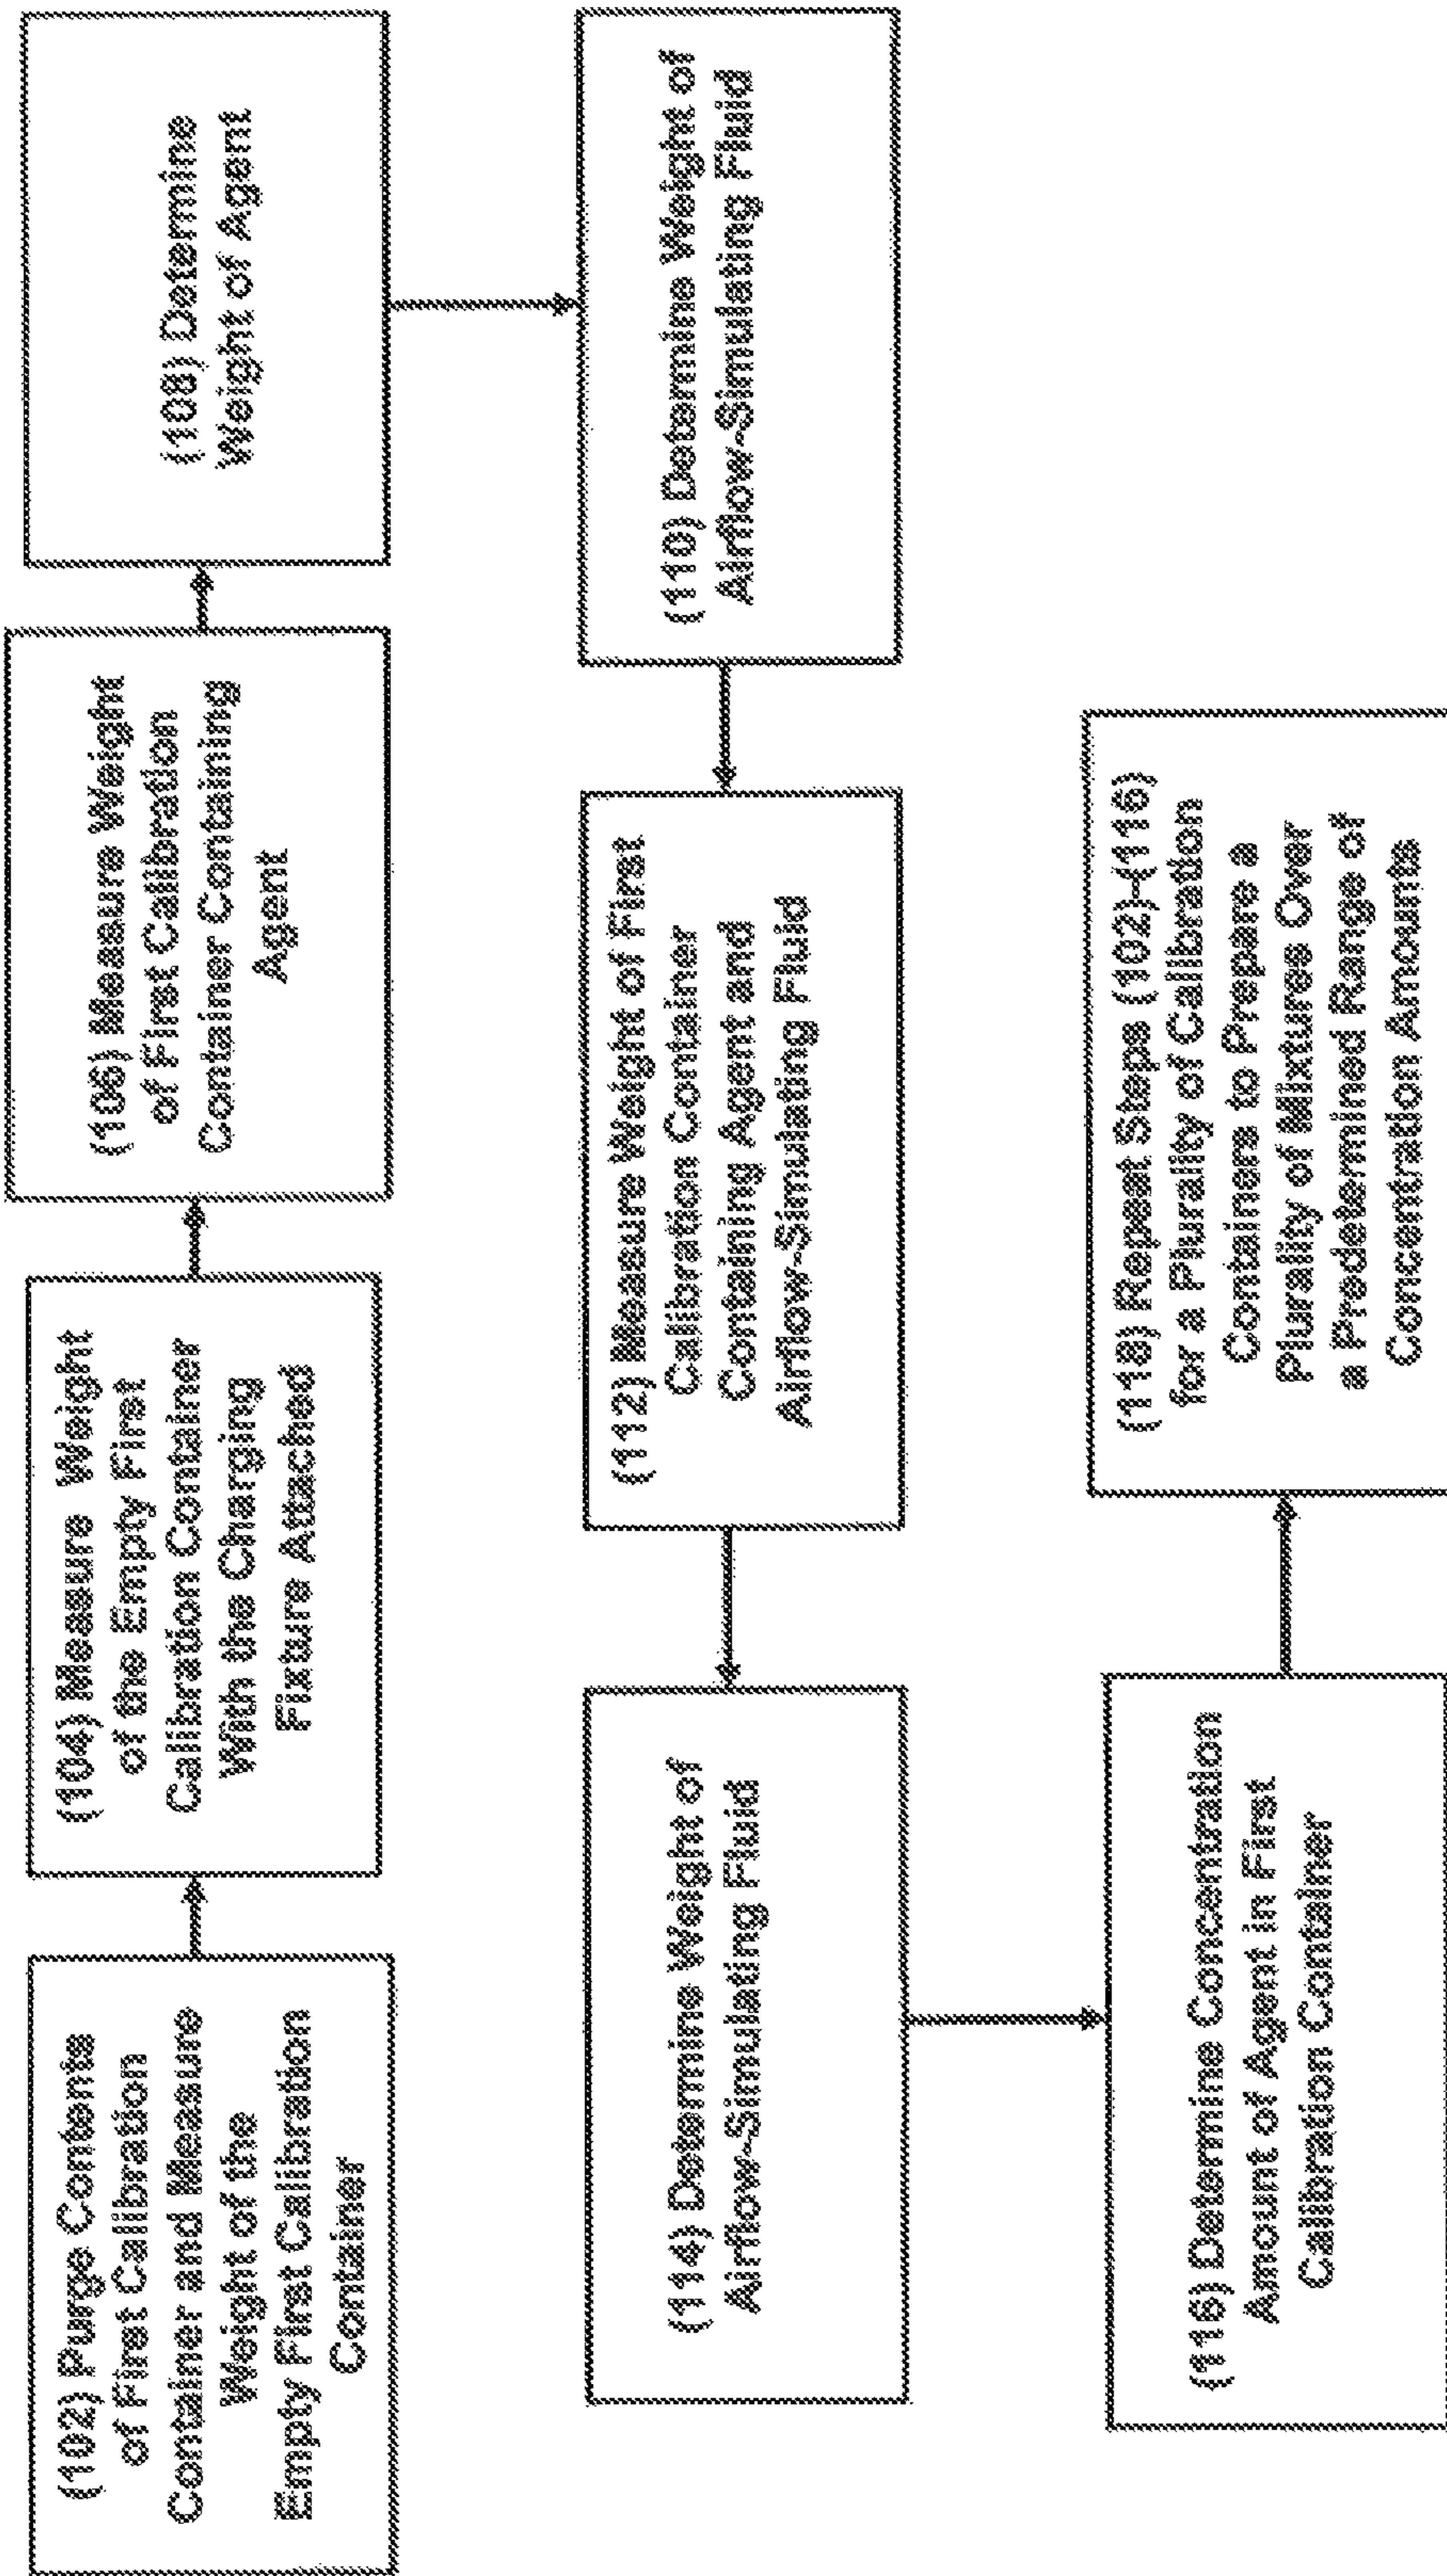 (102) Purge Contents
of First Calibration
Container and Measure
Weight of the
Empty First Calibration
Container
(104) Measure Weight
of the Empty First
Calibration Container
With the Charging
Fixture Attached
(106) Measure Weight
of First Calibration
Container Containing
Agent
(108) Determine
Weight of Agent
(110) Determine Weight of
Airflow-Simulating Fluid
(112) Measure Weight of First
Calibration Container
Containing Agent and
Airflow-Simulating Fluid
(114) Determine Weight of
Airflow-Simulating Fluid
(116) Determine Concentration
Amount of Agent in First
Calibration Container
(118) Repeat Steps (102)-(116)
for a Plurality of Calibration
Containers to Prepare a
Plurality of Mixtures Over
a Predetermined Range of
Concentration Amounts